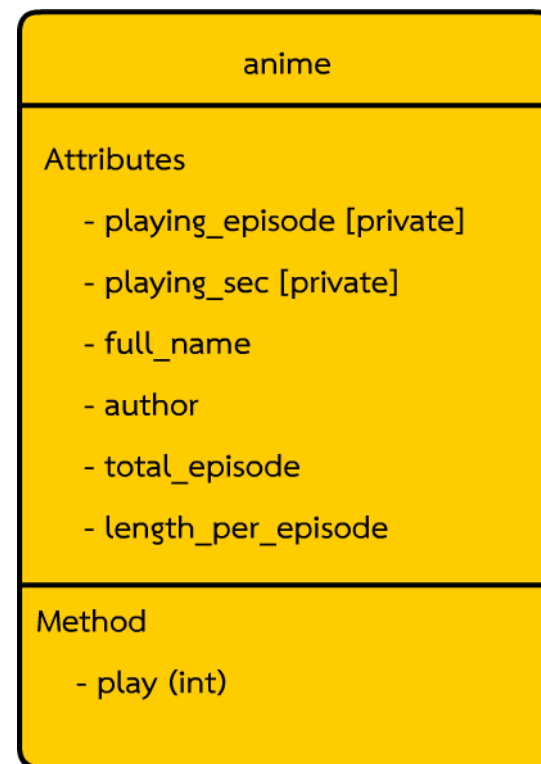 anime
Attributes
- playing_episode [private]
- playing_sec [private]
- full_name
- author
- total_episode
- length_per_episode
Method
- play (int)